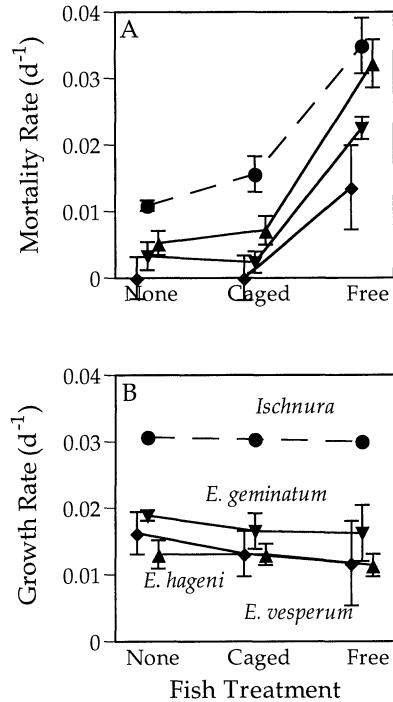 A
0.04
0.03
0.02
0.01
0
Mortality Rate (d⁻¹)
None Caged Free
B
0.04
0.03
0.02
0.01
0
Growth Rate (d⁻¹)
Ischnura
E. geminatum
E. hageni
E. vesperum
None Caged Free
Fish Treatment